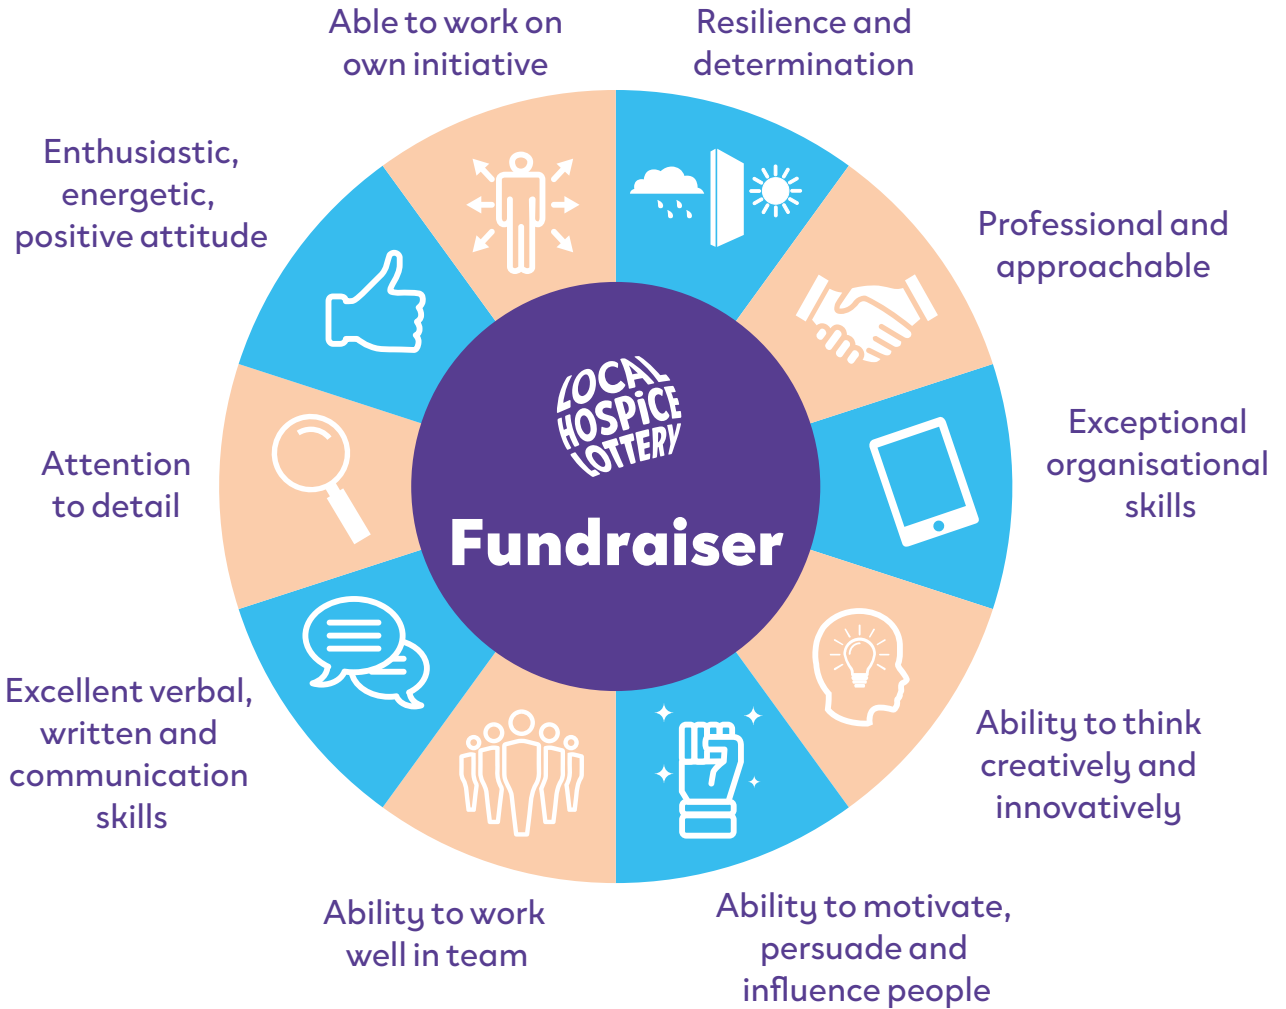 Able to work on
own initiative
Resilience and
determination
Enthusiastic,
energetic,
positive attitude
Professional and
approachable
Attention
to detail
LOCAL
HOSPiCE
LOTTERY
Fundraiser
Exceptional
organisational
skills
Excellent verbal,
written and
communication
skills
Ability to think
creatively and
innovatively
Ability to work
well in team
Ability to motivate,
persuade and
influence people